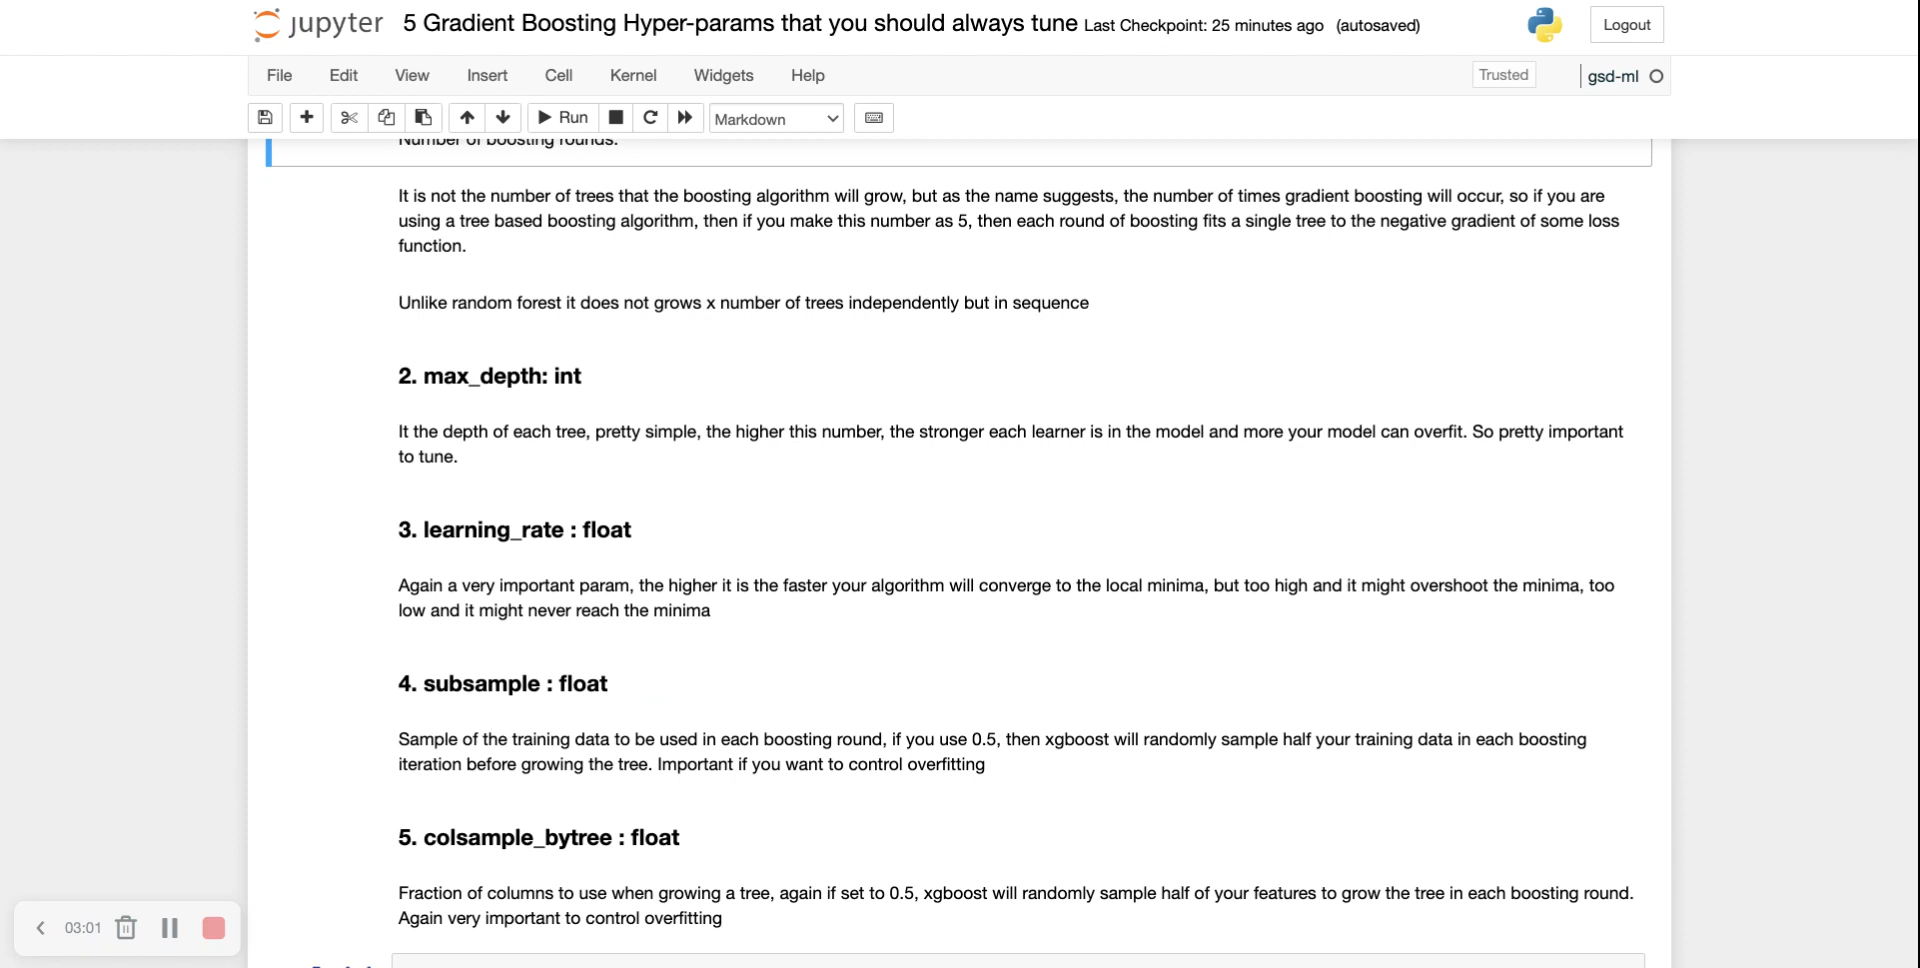 jupyter 5 Gradient Boosting Hyper-params that you should always tune Last Checkpoint: 25 minutes ago (autosaved) Logout
File Edit View Insert Cell Kernel Widgets Help Trusted gsd-ml
Run Markdown
Number of boosting rounds.
It is not the number of trees that the boosting algorithm will grow, but as the name suggests, the number of times gradient boosting will occur, so if you are
using a tree based boosting algorithm, then if you make this number as 5, then each round of boosting fits a single tree to the negative gradient of some loss
function.
Unlike random forest it does not grows x number of trees independently but in sequence
2. max_depth: int
It the depth of each tree, pretty simple, the higher this number, the stronger each learner is in the model and more your model can overfit. So pretty important
to tune.
3. learning_rate : float
Again a very important param, the higher it is the faster your algorithm will converge to the local minima, but too high and it might overshoot the minima, too
low and it might never reach the minima
4. subsample : float
Sample of the training data to be used in each boosting round, if you use 0.5, then xgboost will randomly sample half your training data in each boosting
iteration before growing the tree. Important if you want to control overfitting
5. colsample_bytree : float
Fraction of columns to use when growing a tree, again if set to 0.5, xgboost will randomly sample half of your features to grow the tree in each boosting round.
Again very important to control overfitting
03:01